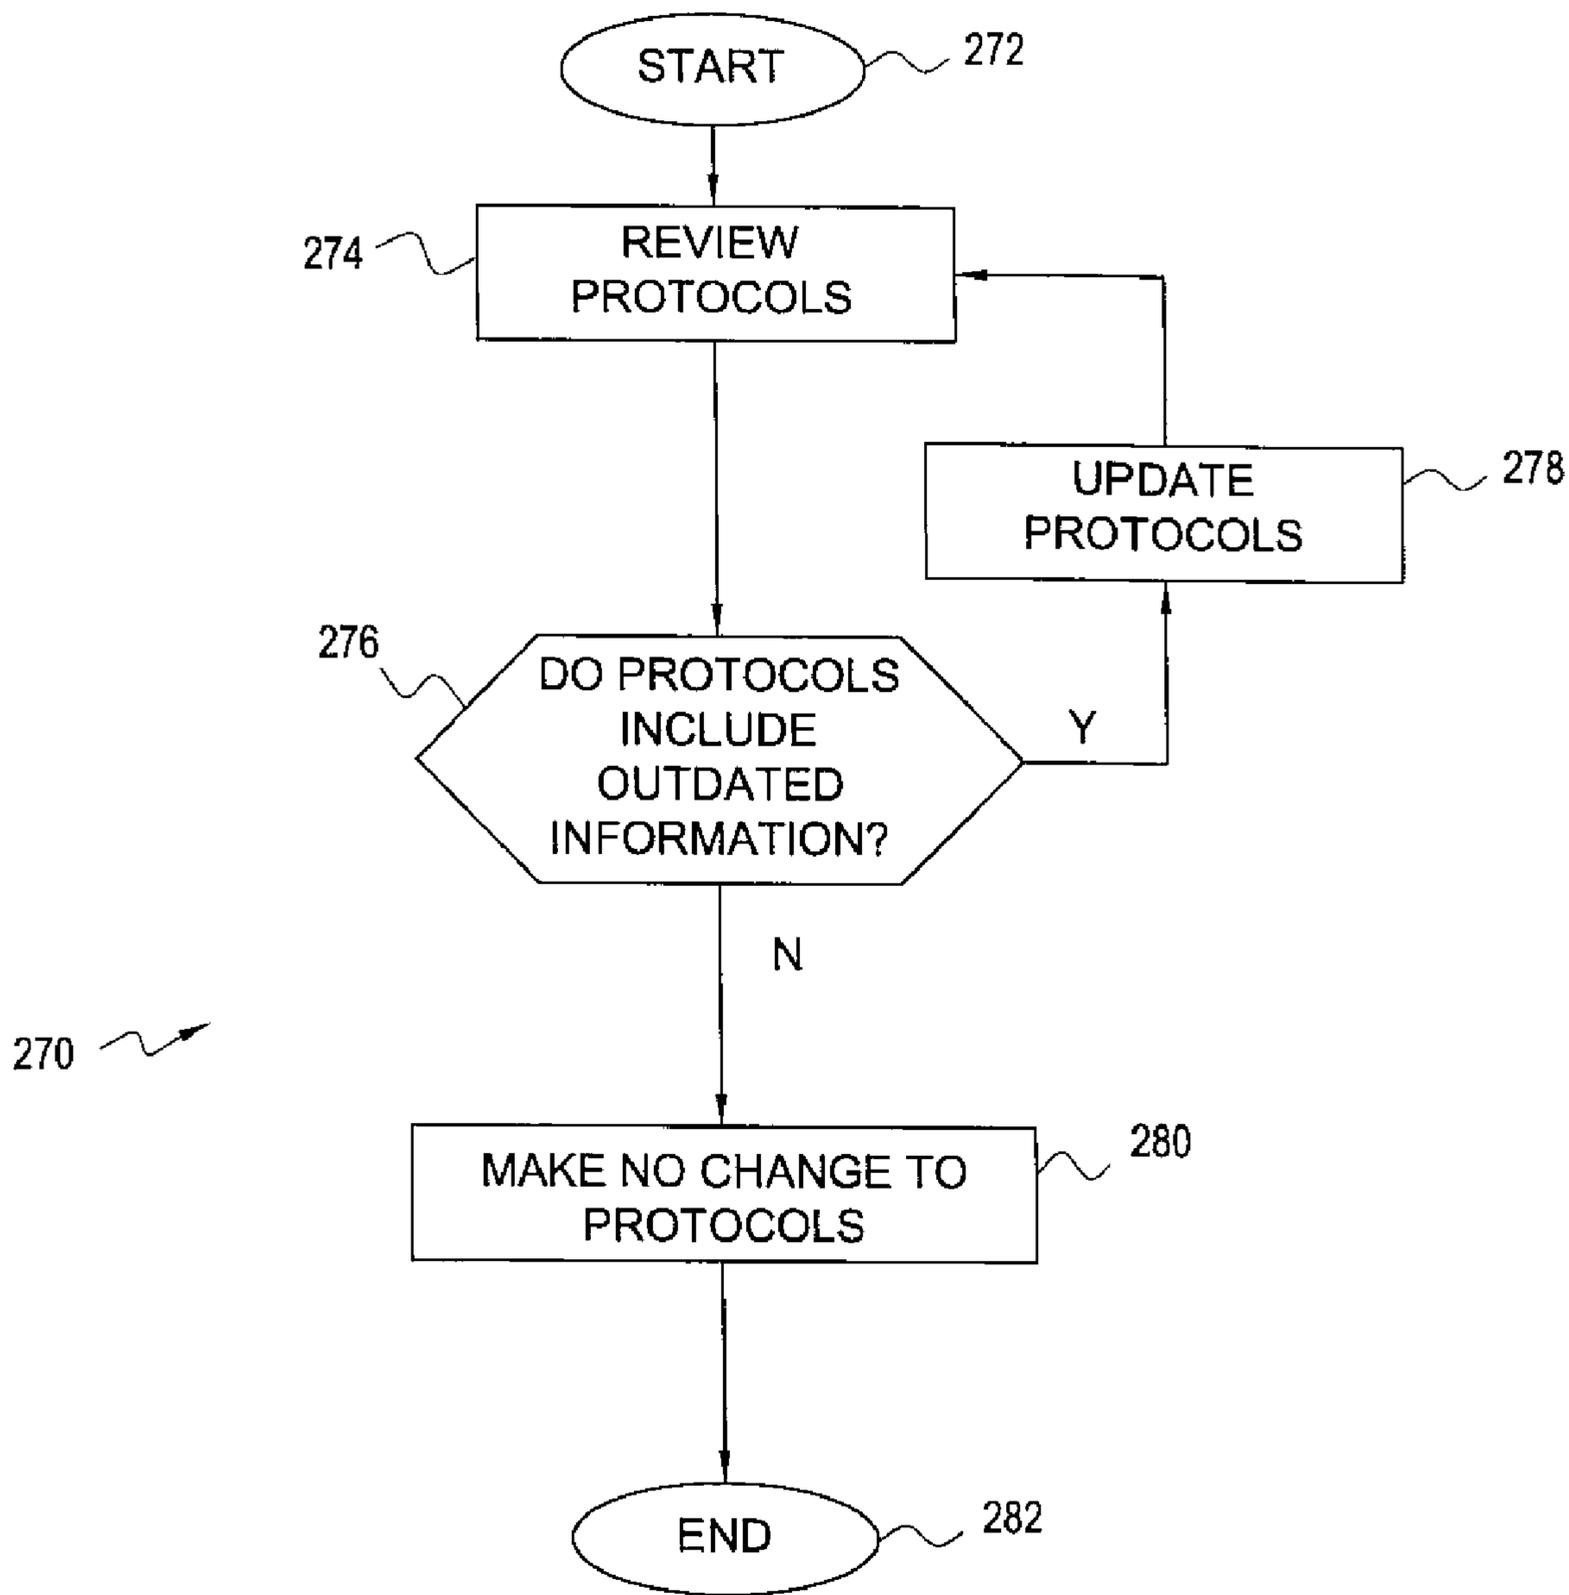 START
272
274
REVIEW
PROTOCOLS
UPDATE
PROTOCOLS
278
276
DO PROTOCOLS
INCLUDE
OUTDATED
INFORMATION?
Y
N
270
MAKE NO CHANGE TO
PROTOCOLS
280
END
282